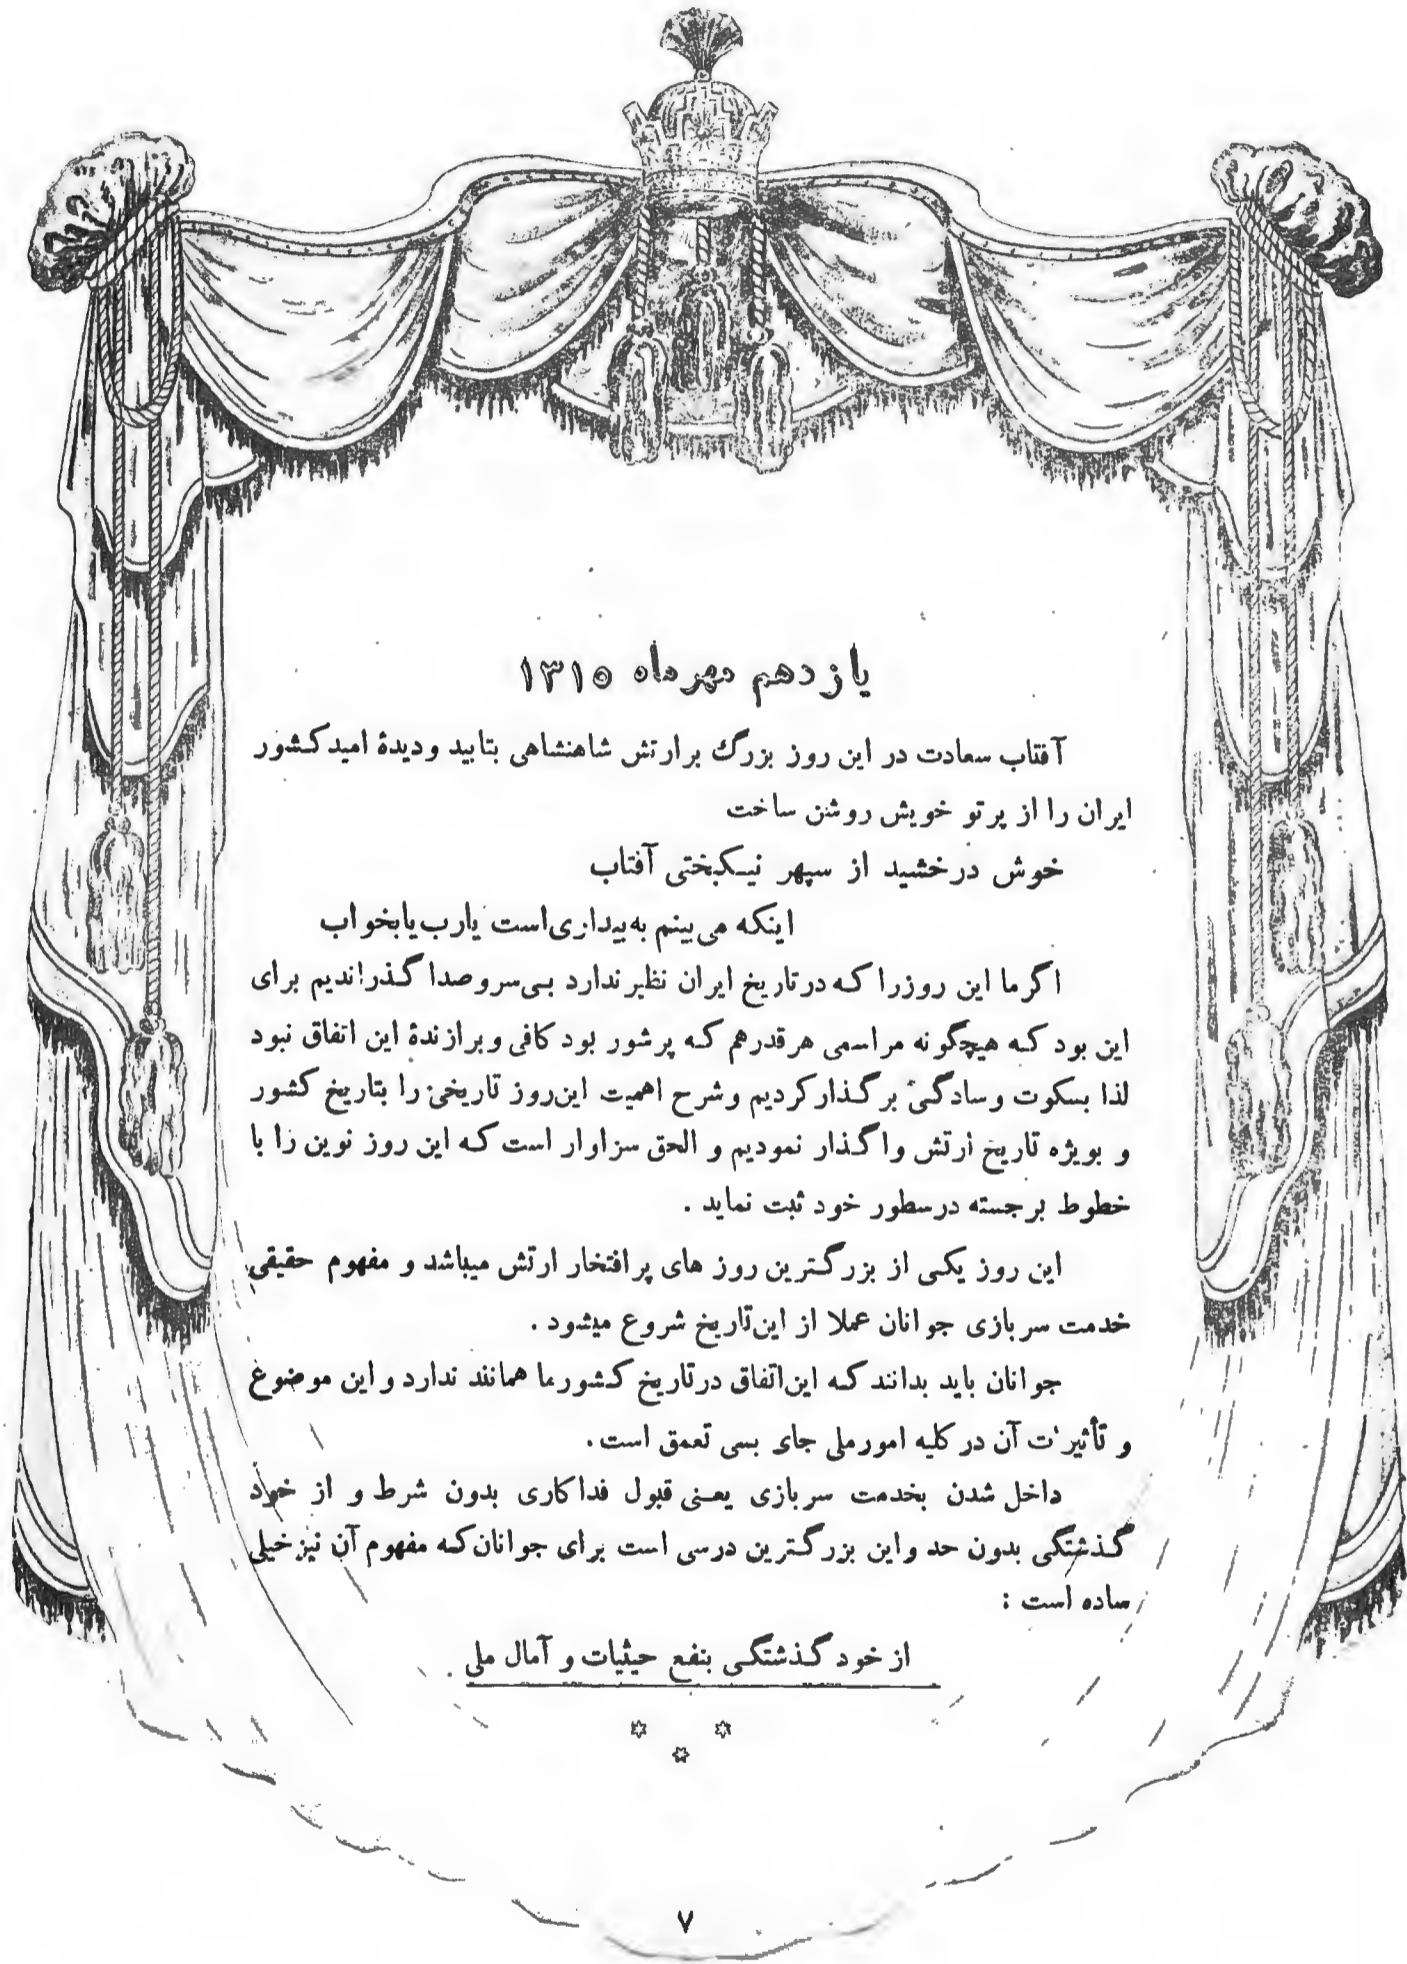 یازدهم مهرماه ۱۳۱۵
آفتاب سعادت در این روز بزرگ برارتش شاهنشاهی بتابید ودیدهٔ امیدکشور
ایران را از پرتو خویش روشن ساخت
خوش درخشید از سپهر نیکبختی آفتاب
اینکه می‌بینم به‌بیداری‌است یارب‌یابخواب
اگرما این روزرا که درتاریخ ایران نظیرندارد بی‌سروصدا گذراندیم برای
این بود که هیچگونه مراسمی هرقدرهم که پرشور بود کافی وبرازندهٔ این اتفاق نبود
لذا بسکوت وسادگی برگذارکردیم وشرح اهمیت این‌روز تاریخی را بتاریخ کشور
و بویژه تاریخ ارتش واگذار نمودیم و الحق سزاوار است‌که این روز نوین را با
خطوط برجسته درسطور خود ثبت نماید .
این روز یکی از بزرگترین روز های پرافتخار ارتش میباشد و مفهوم حقیقی
خدمت سربازی جوانان عملا از این‌تاریخ شروع میشود .
جوانان باید بدانند که این‌اتفاق درتاریخ کشورما همانند ندارد و این موضوع
و تأثیرات آن درکلیه امورملی جای بسی تعمق است .
داخل شدن بخدمت سربازی یعنی قبول فداکاری بدون شرط و از خود
گذشتگی بدون حد واین بزرگترین درسی است برای جوانان‌که مفهوم آن نیزخیلی
ساده است :
از خود گذشتگی بنفع حیثیات و آمال ملی .
۷